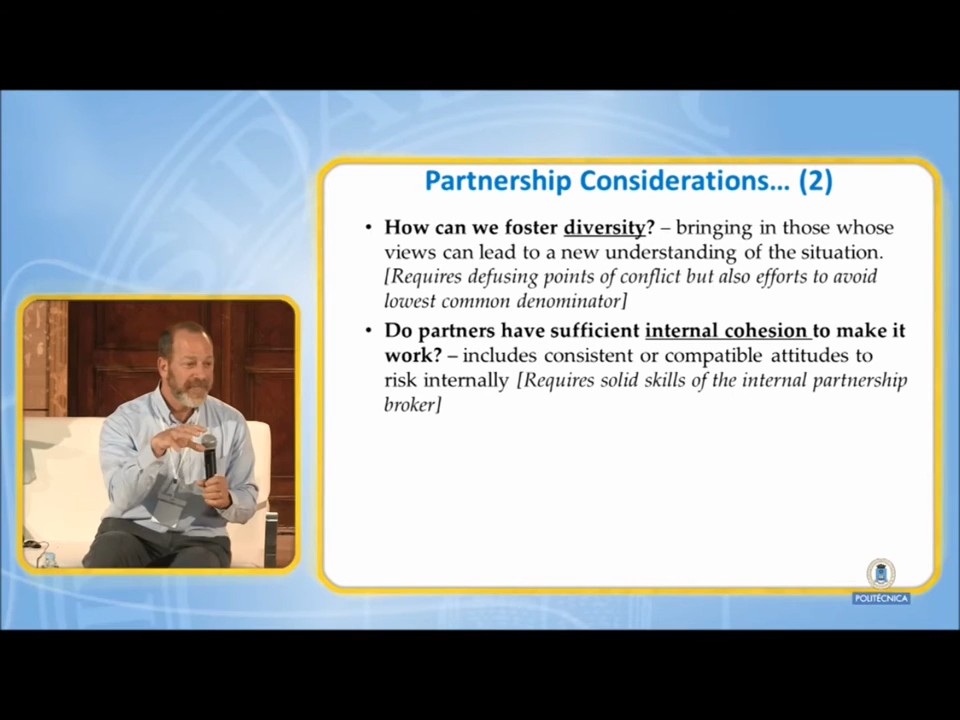 Partnership Considerations... (2)
• How can we foster diversity? – bringing in those whose
views can lead to a new understanding of the situation.
[Requires defusing points of conflict but also efforts to avoid
lowest common denominator]
• Do partners have sufficient internal cohesion to make it
work? – includes consistent or compatible attitudes to
risk internally [Requires solid skills of the internal partnership
broker]
POLITÉCNICA